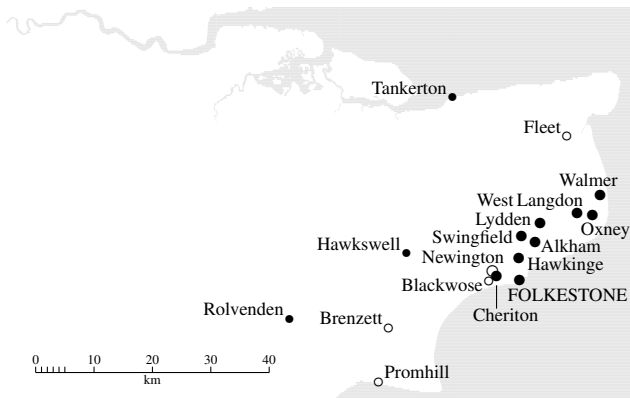 Tankerton
Fleet
Walmer
West Langdon
Lydden
Oxney
Swingfield
Alkham
Hawkswell
Newington
Hawkinge
Blackwose
FOLKESTONE
Rolvenden
Brenzett
Cheriton
0 10 20 30 40
km
Promhill